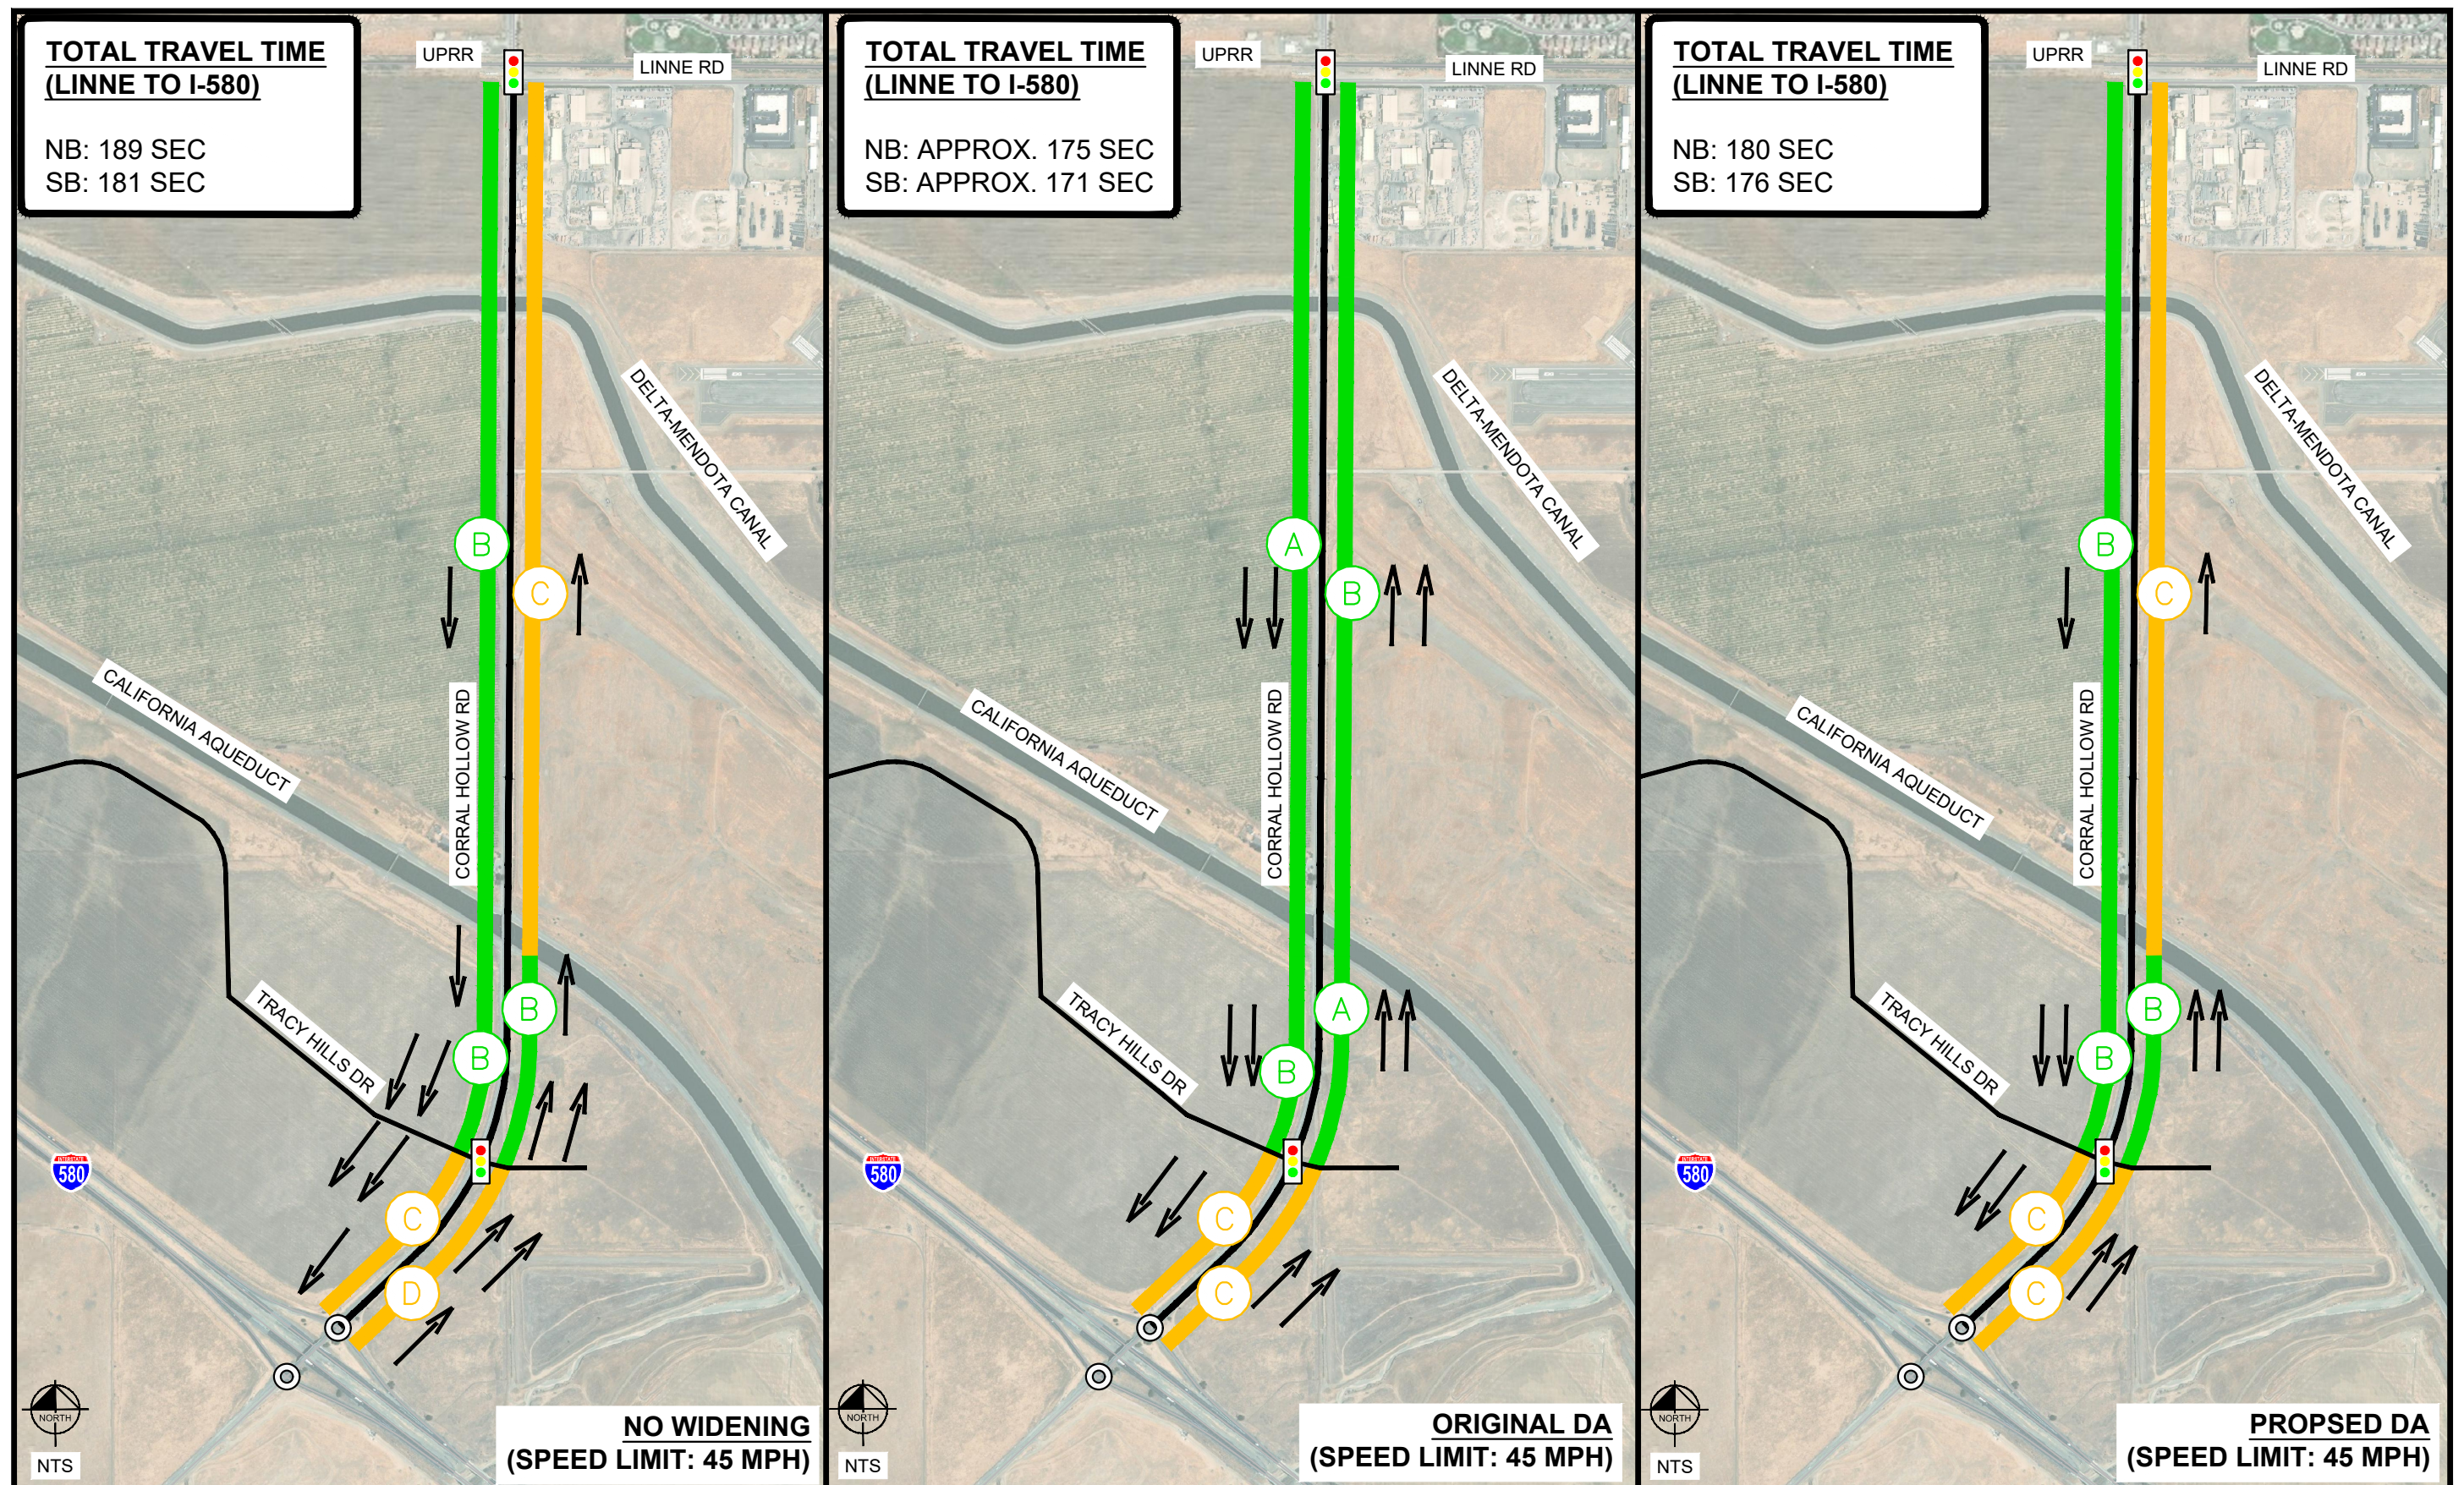 TOTAL TRAVEL TIME
(LINNE TO I-580)
NB: 189 SEC
SB: 181 SEC
UPRR
LINNE RD
DELTA-MENDOTA CANAL
B
C
CALIFORNIA AQUEDUCT
CORRAL HOLLOW RD
B
B
TRACY HILLS DR
INTERSTATE
580
C
D
NORTH
NTS
NO WIDENING
(SPEED LIMIT: 45 MPH)
TOTAL TRAVEL TIME
(LINNE TO I-580)
NB: APPROX. 175 SEC
SB: APPROX. 171 SEC
UPRR
LINNE RD
DELTA-MENDOTA CANAL
A
B
CALIFORNIA AQUEDUCT
CORRAL HOLLOW RD
A
B
TRACY HILLS DR
INTERSTATE
580
C
C
NORTH
NTS
ORIGINAL DA
(SPEED LIMIT: 45 MPH)
TOTAL TRAVEL TIME
(LINNE TO I-580)
NB: 180 SEC
SB: 176 SEC
UPRR
LINNE RD
DELTA-MENDOTA CANAL
B
C
CALIFORNIA AQUEDUCT
CORRAL HOLLOW RD
B
B
TRACY HILLS DR
INTERSTATE
580
C
C
NORTH
NTS
PROPSED DA
(SPEED LIMIT: 45 MPH)